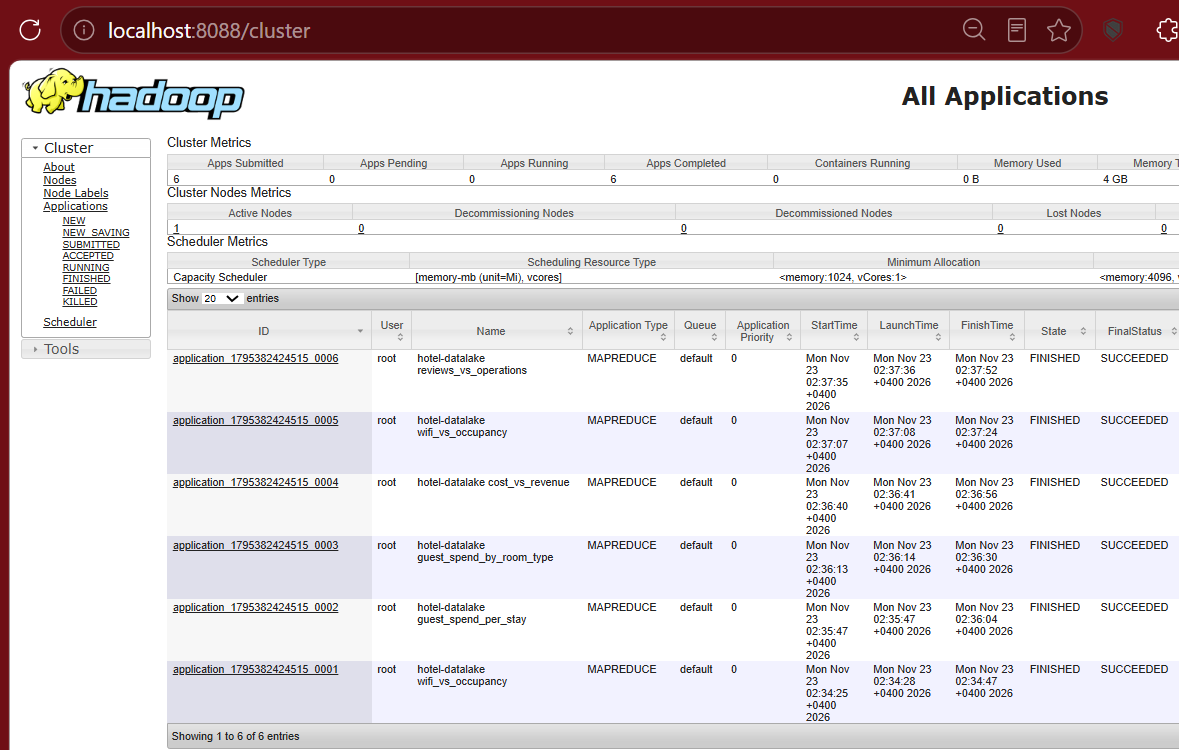 localhost:8088/cluster
hadoop
All Applications
Cluster
About
Nodes
Node Labels
Applications
NEW
NEW_SAVING
SUBMITTED
ACCEPTED
RUNNING
FINISHED
FAILED
KILLED
Scheduler
Tools
Cluster Metrics
Apps Submitted Apps Pending Apps Running Apps Completed Containers Running Memory Used Memory T
6 0 0 6 0 0 B 4 GB
Cluster Nodes Metrics
Active Nodes Decommissioning Nodes Decommissioned Nodes Lost Nodes
1 0 0 0 0
Scheduler Metrics
Scheduler Type Scheduling Resource Type Minimum Allocation
Capacity Scheduler [memory-mb (unit=Mi), vcores] <memory:1024, vCores:1> <memory:4096, v
Show 20 entries
ID User Name Application Type Queue Application Priority StartTime LaunchTime FinishTime State FinalStatus
application_1795382424515_0006 root hotel-datalake reviews_vs_operations MAPREDUCE default 0 Mon Nov 23 02:37:35 +0400 2026 Mon Nov 23 02:37:36 +0400 2026 Mon Nov 23 02:37:52 +0400 2026 FINISHED SUCCEEDED
application_1795382424515_0005 root hotel-datalake wifi_vs_occupancy MAPREDUCE default 0 Mon Nov 23 02:37:07 +0400 2026 Mon Nov 23 02:37:08 +0400 2026 Mon Nov 23 02:37:24 +0400 2026 FINISHED SUCCEEDED
application_1795382424515_0004 root hotel-datalake cost_vs_revenue MAPREDUCE default 0 Mon Nov 23 02:36:40 +0400 2026 Mon Nov 23 02:36:41 +0400 2026 Mon Nov 23 02:36:56 +0400 2026 FINISHED SUCCEEDED
application_1795382424515_0003 root hotel-datalake guest_spend_by_room_type MAPREDUCE default 0 Mon Nov 23 02:36:13 +0400 2026 Mon Nov 23 02:36:14 +0400 2026 Mon Nov 23 02:36:30 +0400 2026 FINISHED SUCCEEDED
application_1795382424515_0002 root hotel-datalake guest_spend_per_stay MAPREDUCE default 0 Mon Nov 23 02:35:47 +0400 2026 Mon Nov 23 02:35:47 +0400 2026 Mon Nov 23 02:36:04 +0400 2026 FINISHED SUCCEEDED
application_1795382424515_0001 root hotel-datalake wifi_vs_occupancy MAPREDUCE default 0 Mon Nov 23 02:34:25 +0400 2026 Mon Nov 23 02:34:28 +0400 2026 Mon Nov 23 02:34:47 +0400 2026 FINISHED SUCCEEDED
Showing 1 to 6 of 6 entries